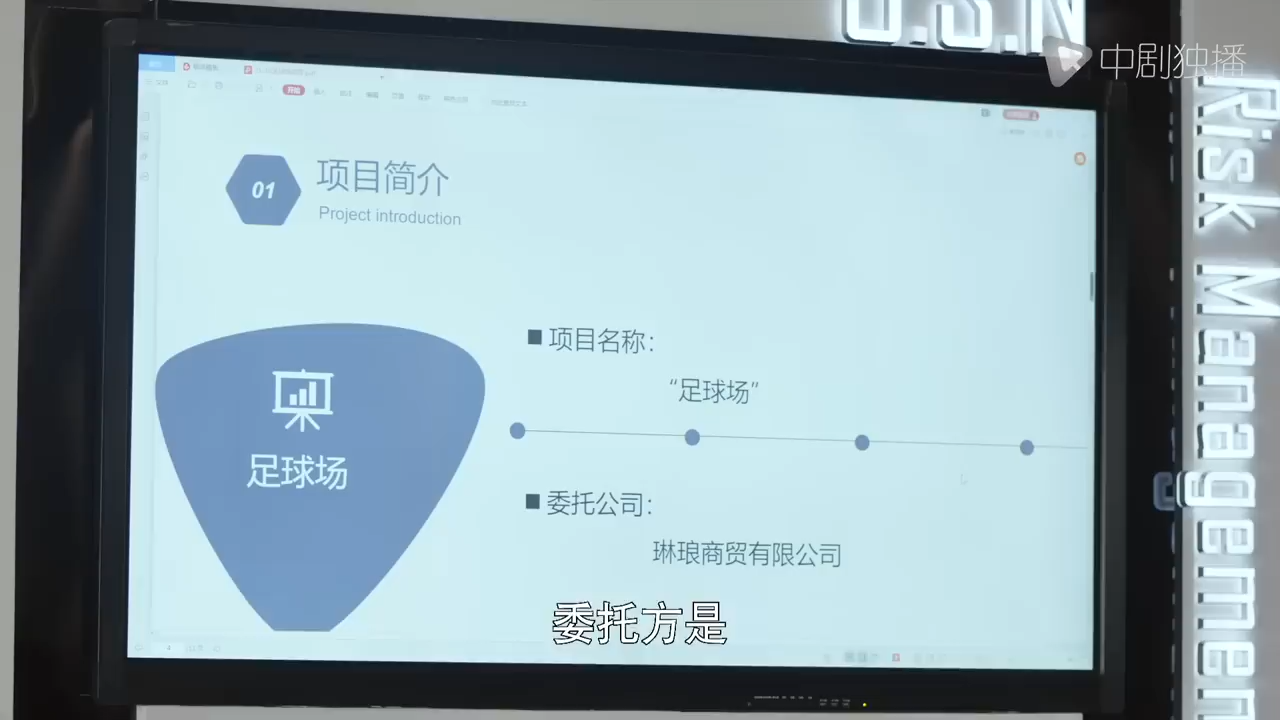 U.S.N
中剧独播
Risk Managemen
开始
01
项目简介
Project introduction
足球场
■ 项目名称:
“足球场”
■ 委托公司:
琳琅商贸有限公司
委托方是